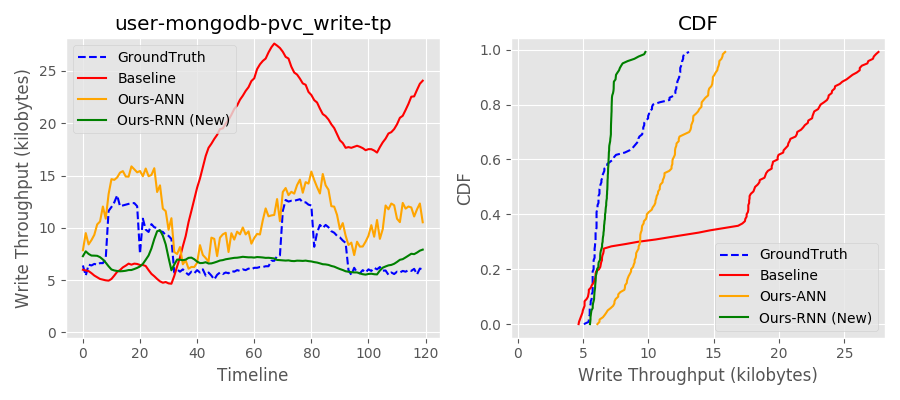 user-mongodb-pvc_write-tp
Write Throughput (kilobytes)
25
20
15
10
5
0
GroundTruth
Baseline
Ours-ANN
Ours-RNN (New)
0 20 40 60 80 100 120
Timeline
CDF
CDF
1.0
0.8
0.6
0.4
0.2
0.0
GroundTruth
Baseline
Ours-ANN
Ours-RNN (New)
0 5 10 15 20 25
Write Throughput (kilobytes)